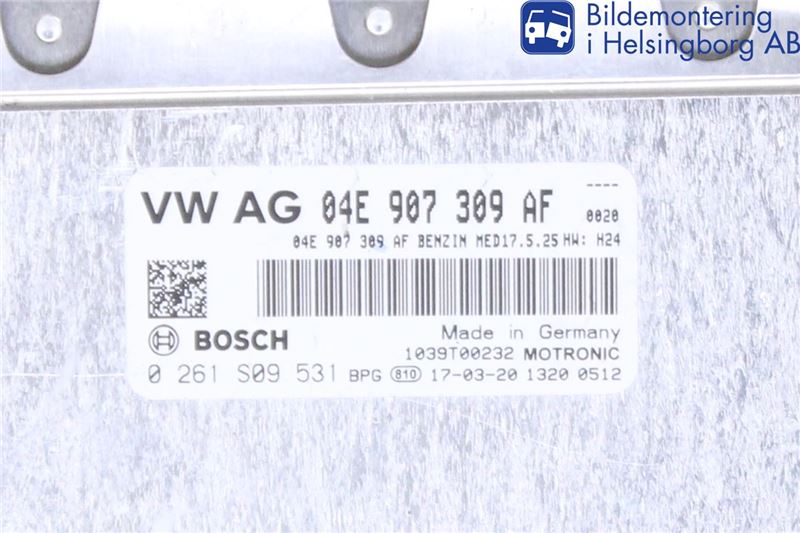 Bildemontering
i Helsingborg AB
VW AG 04E 907 309 AF ----
0020
04E 907 309 AF BENZIN MED17.5.25 HW: H24
BOSCH
Made in Germany
1039T00232 MOTRONIC
0 261 S09 531 BPG 810 17-03-20 1320 0512